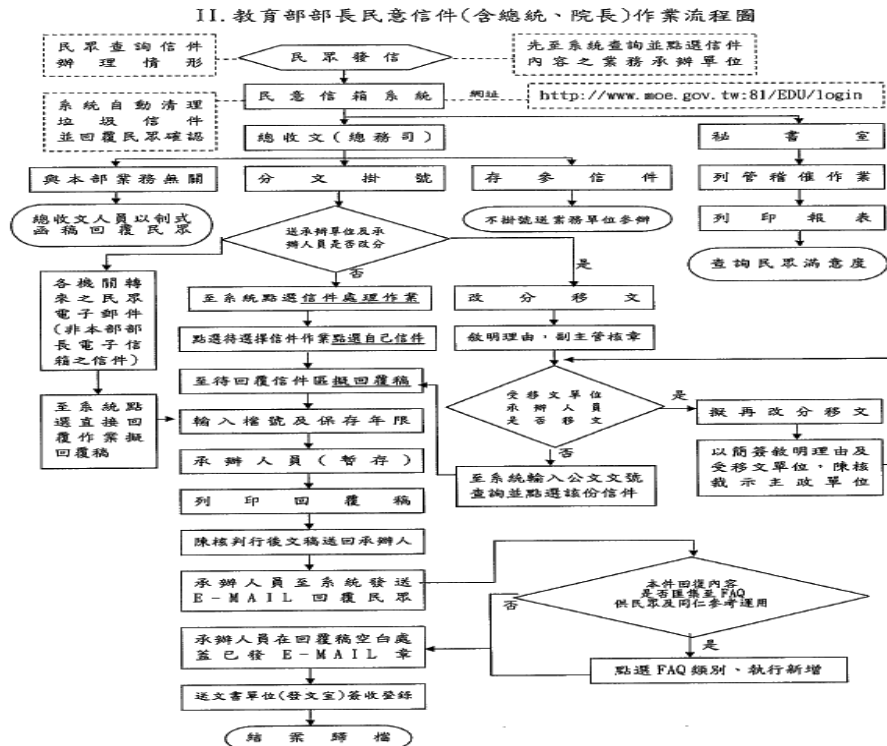 II.教育部部長民意信件(含總統、院長)作業流程圖
民眾查詢信件
辦理情形
民眾發信
先至系統查詢並點選信件
內容之業務承辦單位
系統自動清理
垃圾信件
並回覆民眾確認
民意信箱系統
網址
http://www.moe.gov.tw:81/EDU/login
總收文(總務司)
秘書室
與本部業務無關
分文掛號
存參信件
列管稽催作業
總收文人員以制式
函稿回覆民眾
不掛號送業務單位參辦
列印報表
送承辦單位及承
辦人員是否改分
查詢民眾滿意度
否
是
各機關轉
來之民眾
電子郵件
(非本部部
長電子信
箱之信件)
至系統點選信件處理作業
改分移文
點選待選擇信件作業點選自己信件
敘明理由,副主管核章
至待回覆信件區擬回覆稿
受移文單位
承辦人員
是否移文
是
擬再改分移文
至系統點
選直接回
覆作業擬
回覆稿
輸入檔號及保存年限
否
承辦人員(暫存)
至系統輸入公文文號
查詢並點選該份信件
以簡簽敘明理由及
受移文單位,陳核
裁示主政單位
列印回覆稿
陳核判行後文稿送回承辦人
承辦人員至系統發送
E-MAIL回覆民眾
本件回復內容
是否匯集至FAQ
供民眾及同仁參考運用
否
是
承辦人員在回覆稿空白處
蓋已發E-MAIL章
點選FAQ類別、執行新增
送文書單位(發文室)簽收登錄
結案歸檔